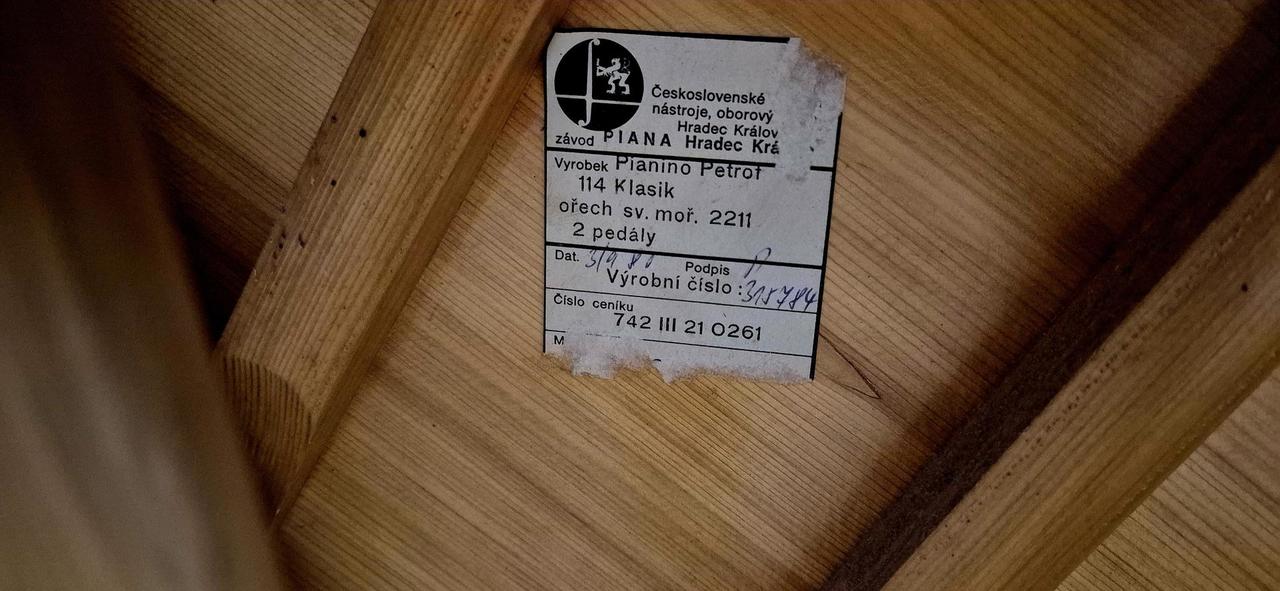 Československé
nástroje, oborový
Hradec Králov
závod PIANA Hradec Krá
Vyrobek Pianino Petrof
114 Klasik
ořech sv. moř. 2211
2 pedály
Dat. Podpis
Výrobní číslo : 315784
Číslo ceníku
742 III 21 0261
M